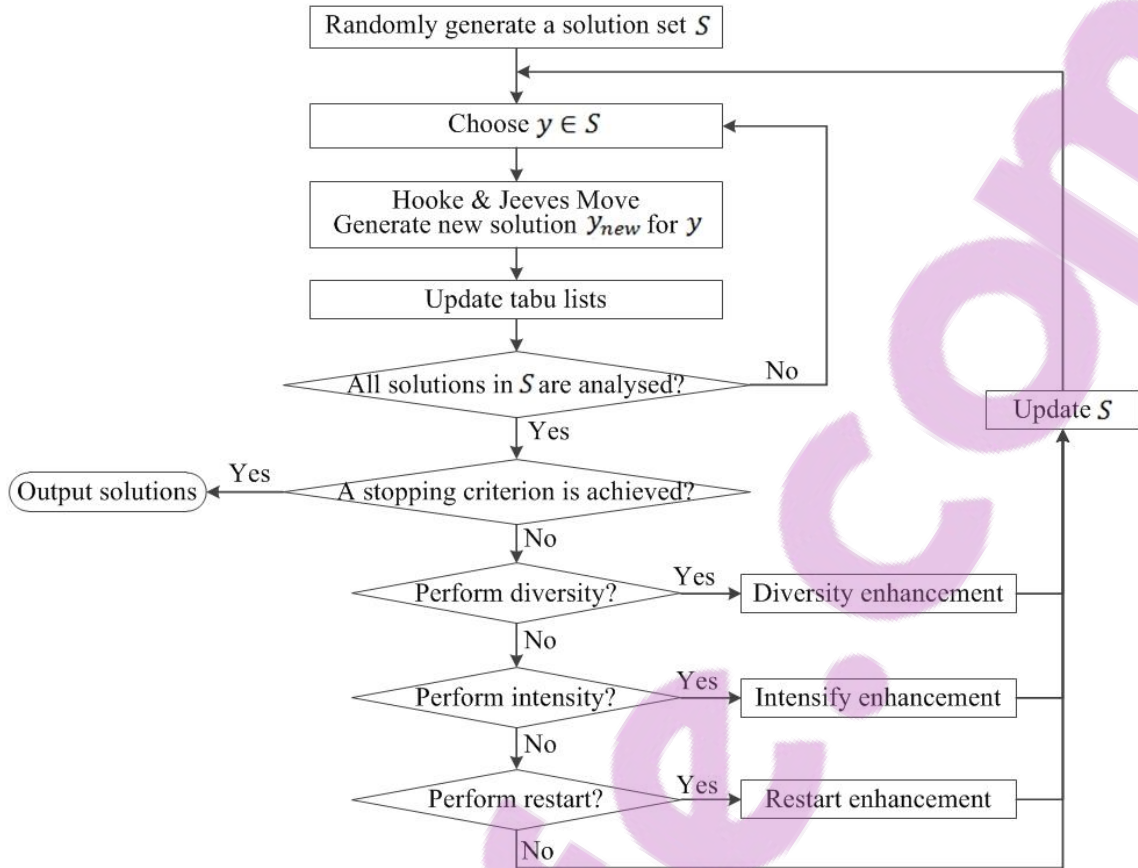 Randomly generate a solution set S
Choose y ∈ S
Hooke & Jeeves Move
Generate new solution y_new for y
Update tabu lists
All solutions in S are analysed?
No
Update S
Yes
Yes
Output solutions
A stopping criterion is achieved?
No
Perform diversity?
Yes
Diversity enhancement
No
Perform intensity?
Yes
Intensify enhancement
No
Perform restart?
Yes
Restart enhancement
No
e.com